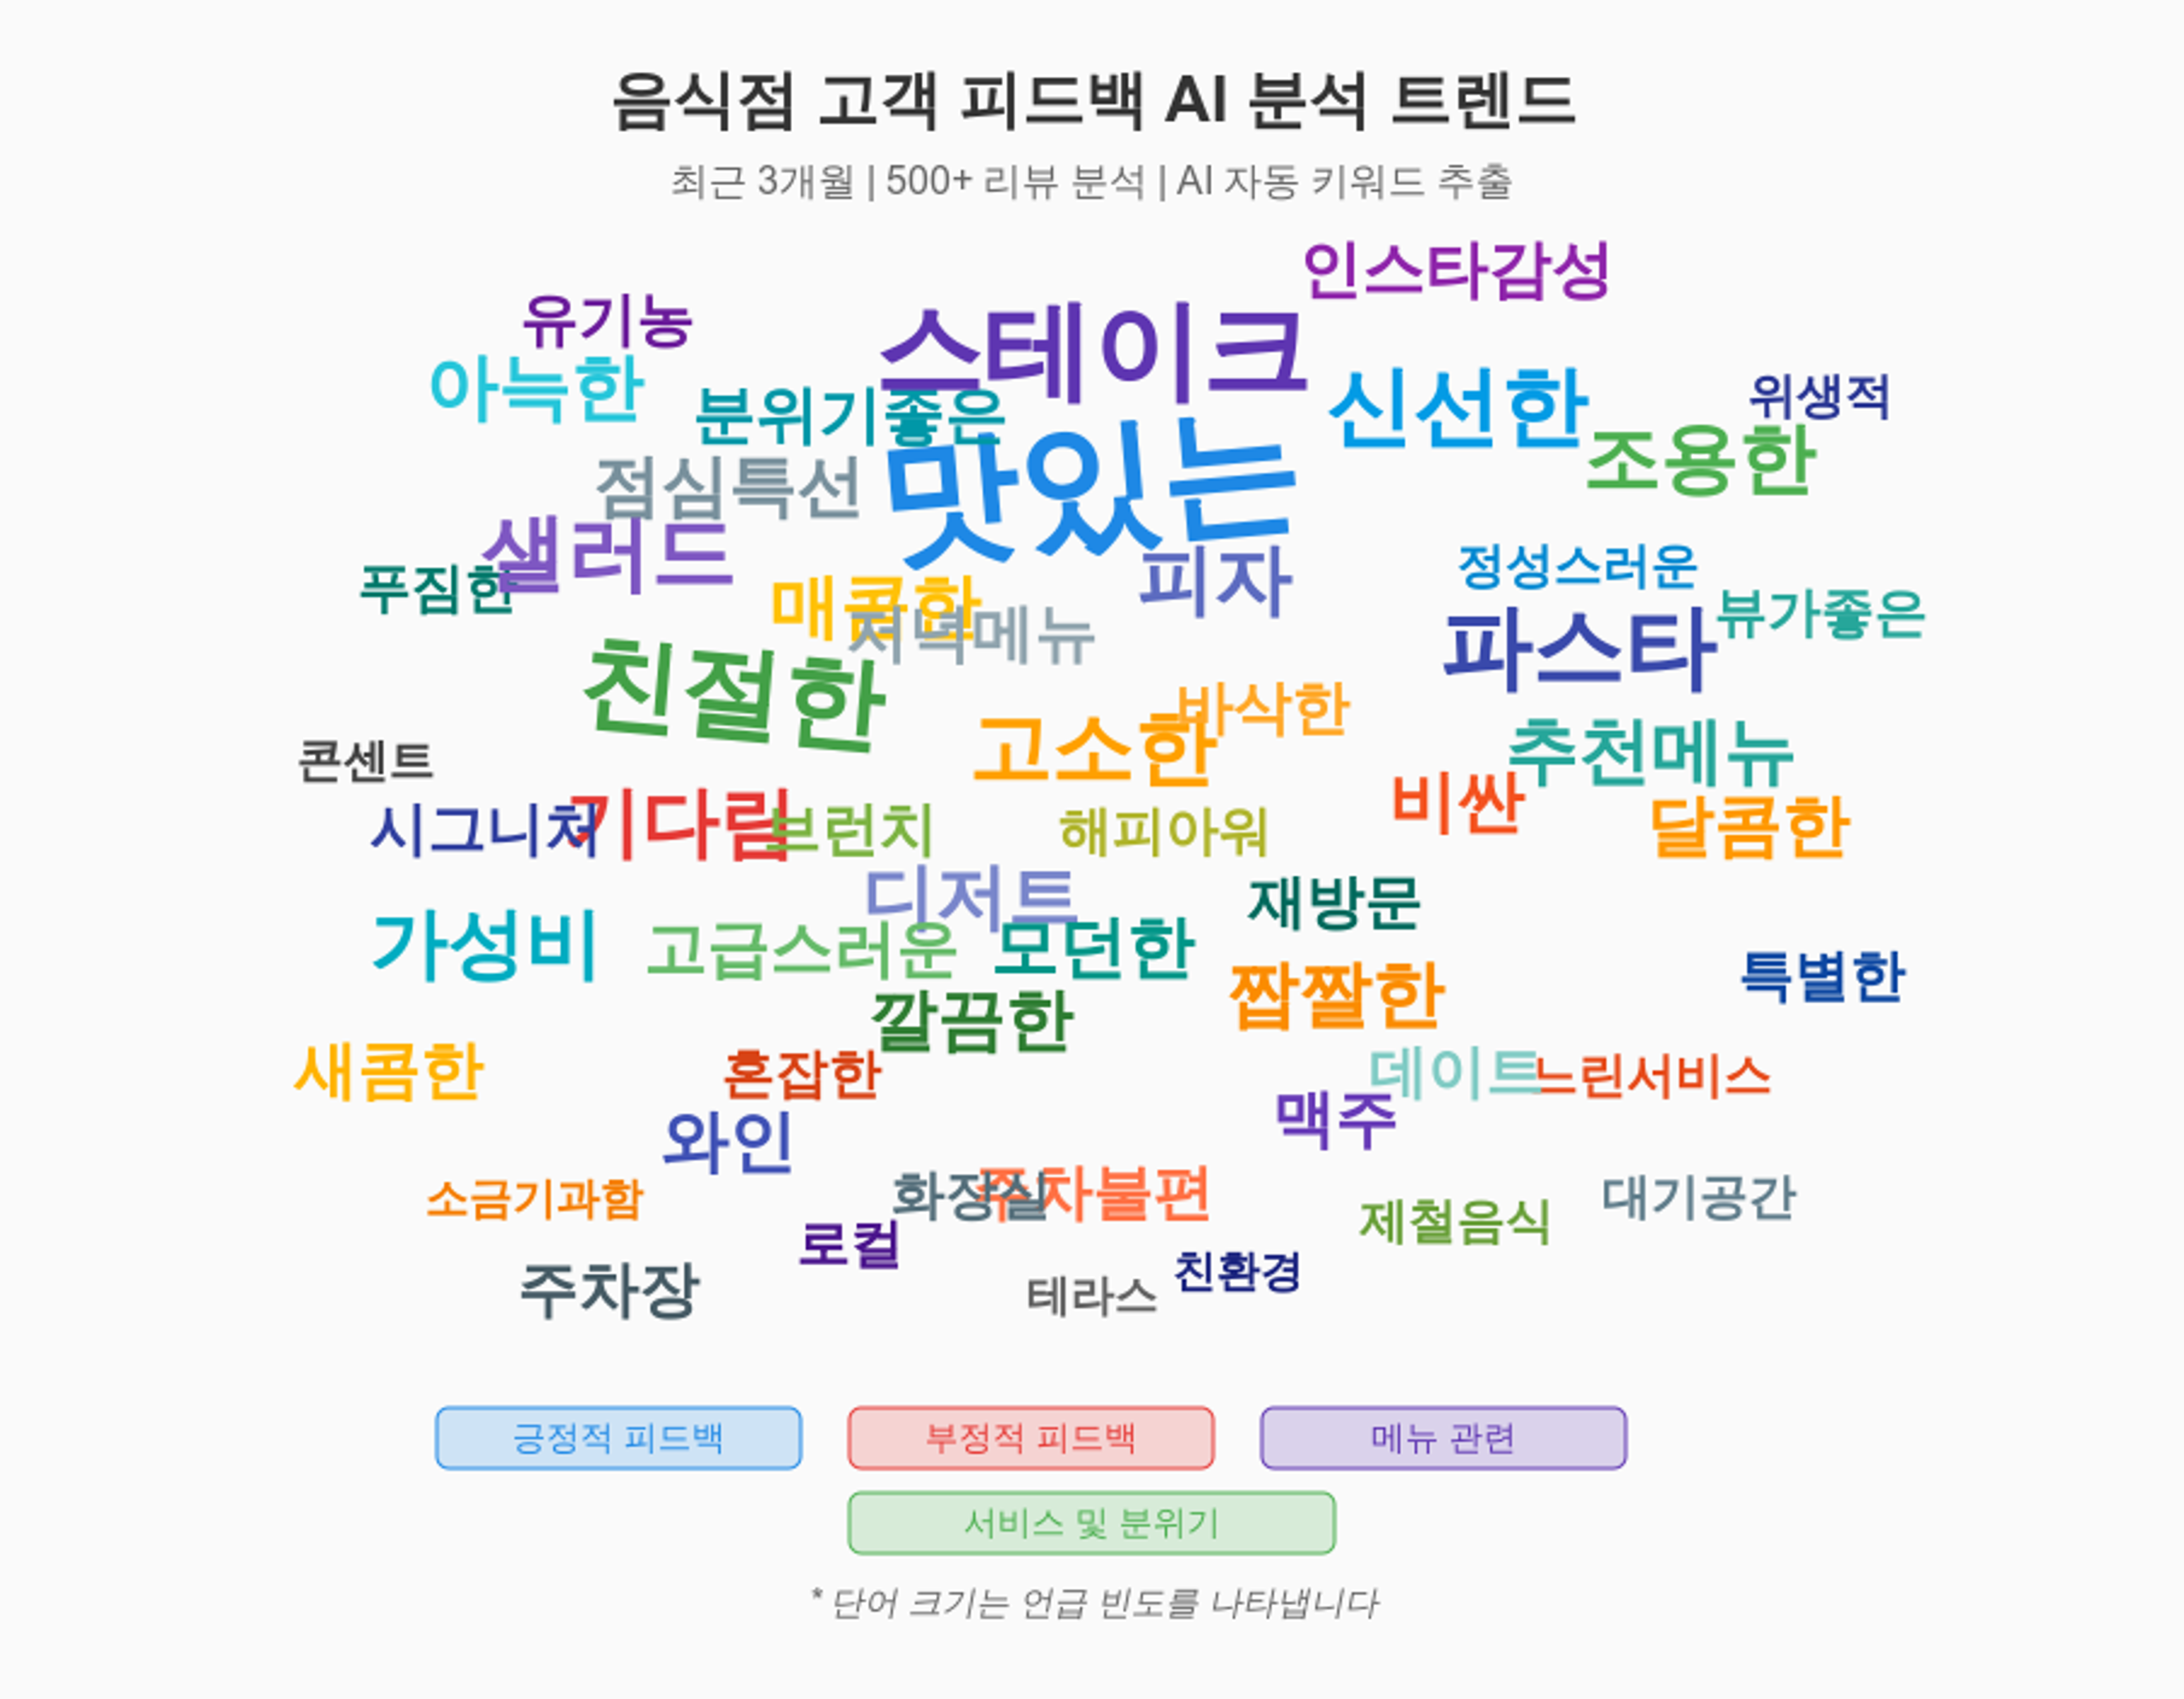 음식점 고객 피드백 AI 분석 트렌드
최근 3개월 | 500+ 리뷰 분석 | AI 자동 키워드 추출
인스타감성
유기농
스테이크
아늑한
분위기좋은
신선한
위생적
조용한
점심특선
맛있는
샐러드
피자
정성스러운
푸짐한
매콤한
저녁메뉴
뷰가좋은
파스타
친절한
바삭한
고소한
추천메뉴
콘센트
비싼
시그니처
기다림
브런치
해피아워
달콤한
디저트
재방문
가성비
고급스러운
모던한
특별한
짭짤한
깔끔한
새콤한
혼잡한
데이트
느린서비스
맥주
와인
소금기과함
화장실
주차불편
대기공간
제철음식
로컬
친환경
주차장
테라스
긍정적 피드백
부정적 피드백
메뉴 관련
서비스 및 분위기
* 단어 크기는 언급 빈도를 나타냅니다